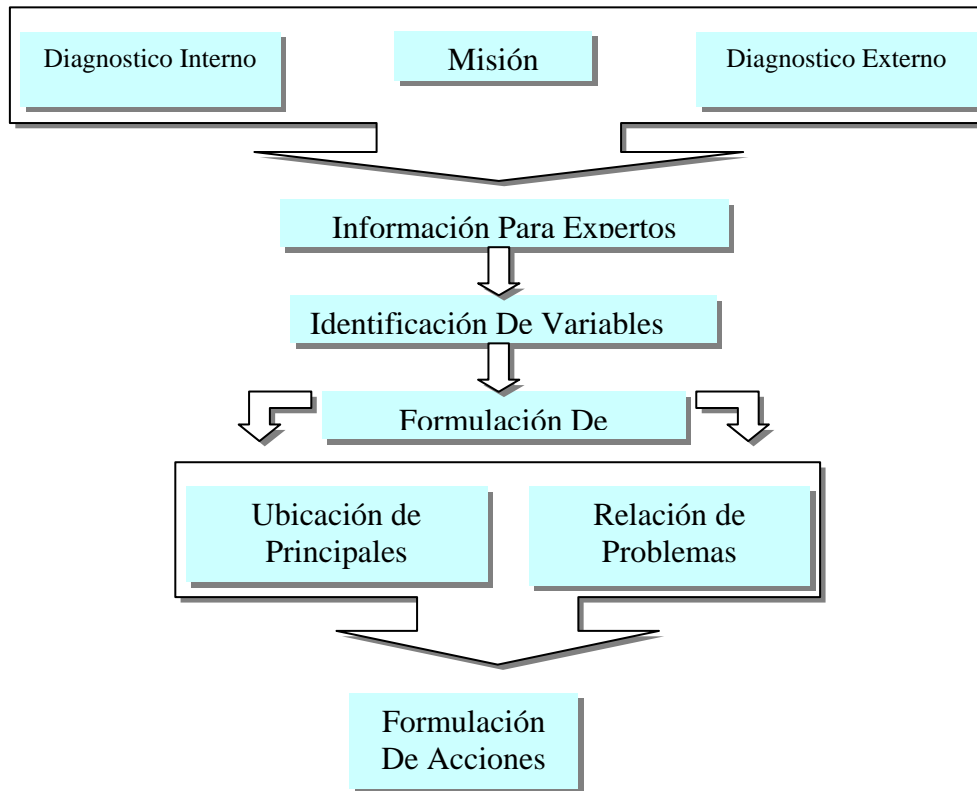 Diagnostico Interno
Misión
Diagnostico Externo
Información Para Expertos
Identificación De Variables
Formulación De
Ubicación de
Principales
Relación de
Problemas
Formulación
De Acciones